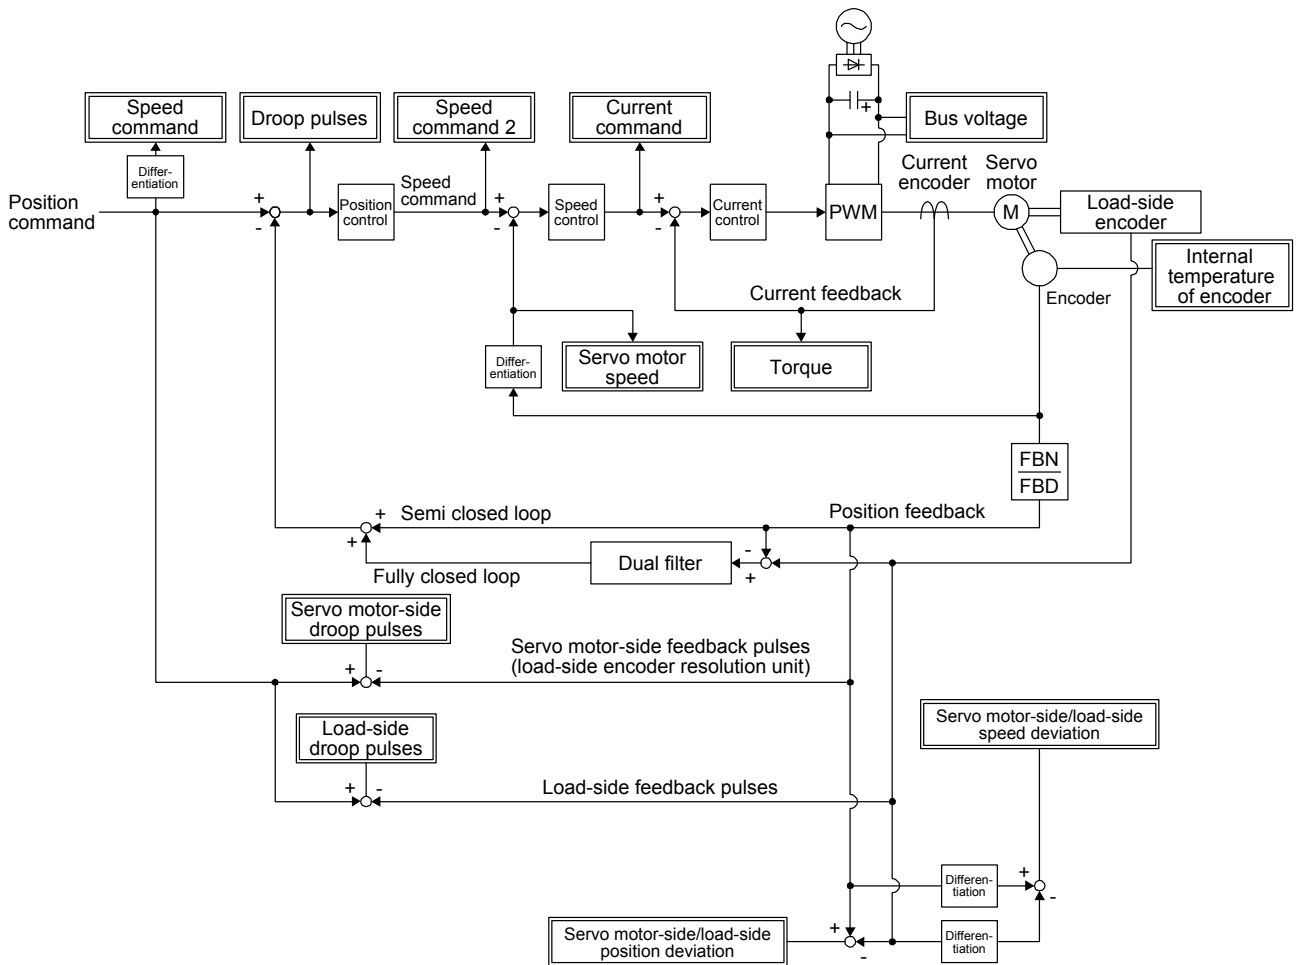 Speed
command
Droop pulses
Speed
command 2
Current
command
Bus voltage
Differ-
entiation
Position
command
+
-
Position
control
Speed
command
+
-
Speed
control
+
-
Current
control
PWM
+
Current
encoder
Servo
motor
M
Load-side
encoder
Internal
temperature
of encoder
Encoder
Current feedback
Differ-
entiation
Servo motor
speed
Torque
FBN
FBD
+
+
Semi closed loop
Position feedback
Fully closed loop
Dual filter
-
+
Servo motor-side
droop pulses
+
-
Servo motor-side feedback pulses
(load-side encoder resolution unit)
Load-side
droop pulses
+
-
Load-side feedback pulses
Servo motor-side/load-side
speed deviation
Differen-
tiation
+
-
Servo motor-side/load-side
position deviation
+
-
Differen-
tiation